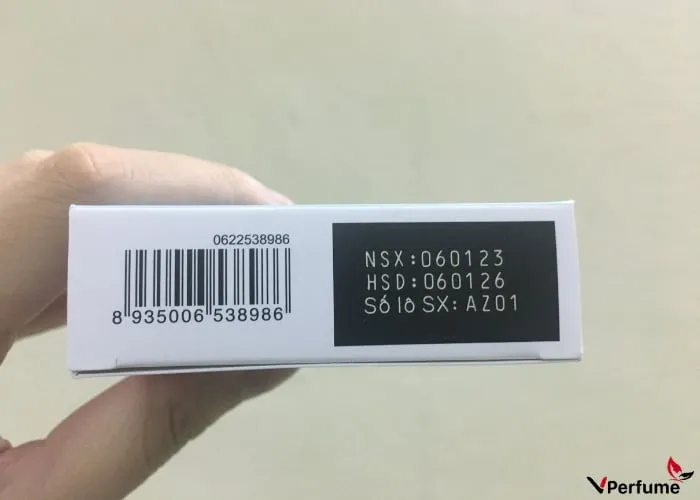 0622538986
8 935006 538986
NSX:060123
HSD:060126
Số lô SX: AZ01
VPerfume